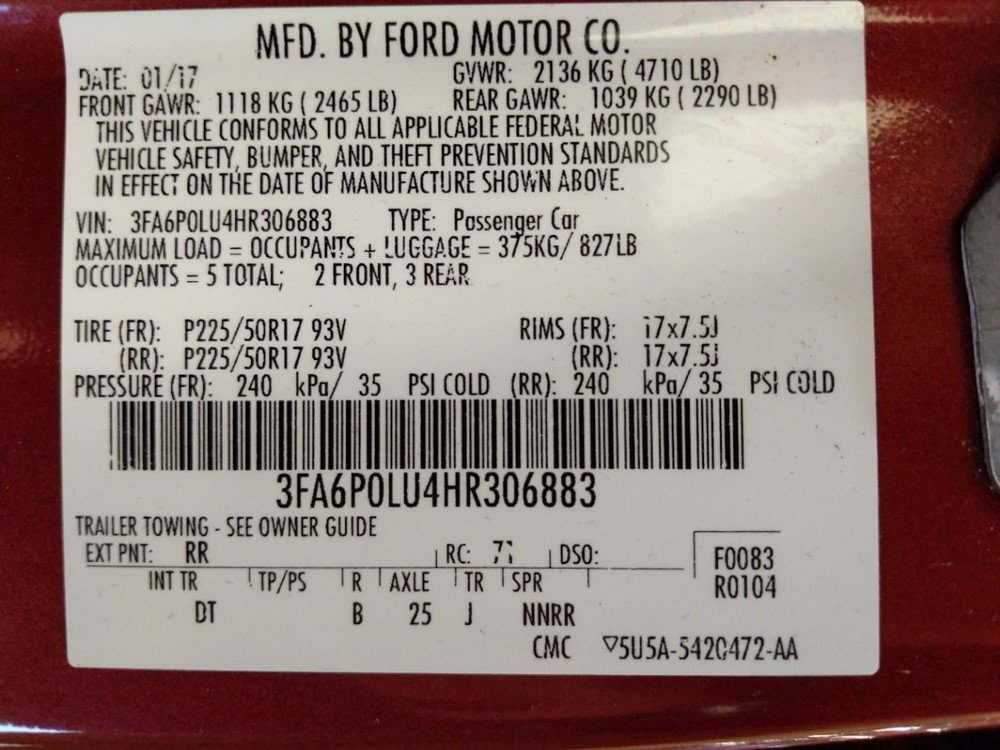 MFD. BY FORD MOTOR CO.
DATE: 01/17 GVWR: 2136 KG ( 4710 LB)
FRONT GAWR: 1118 KG ( 2465 LB) REAR GAWR: 1039 KG ( 2290 LB)
THIS VEHICLE CONFORMS TO ALL APPLICABLE FEDERAL MOTOR
VEHICLE SAFETY, BUMPER, AND THEFT PREVENTION STANDARDS
IN EFFECT ON THE DATE OF MANUFACTURE SHOWN ABOVE.
VIN: 3FA6P0LU4HR306883 TYPE: Passenger Car
MAXIMUM LOAD = OCCUPANTS + LUGGAGE = 375KG/ 827LB
OCCUPANTS = 5 TOTAL; 2 FRONT, 3 REAR
TIRE (FR): P225/50R17 93V RIMS (FR): 17x7.5J
(RR): P225/50R17 93V (RR): 17x7.5J
PRESSURE (FR): 240 kPa/ 35 PSI COLD (RR): 240 kPa/ 35 PSI COLD
3FA6P0LU4HR306883
TRAILER TOWING - SEE OWNER GUIDE
EXT PNT: RR RC: 71 DSO: F0083
INT TR TP/PS R AXLE TR SPR R0104
DT B 25 J NNRR
CMC ▽5U5A-5420472-AA